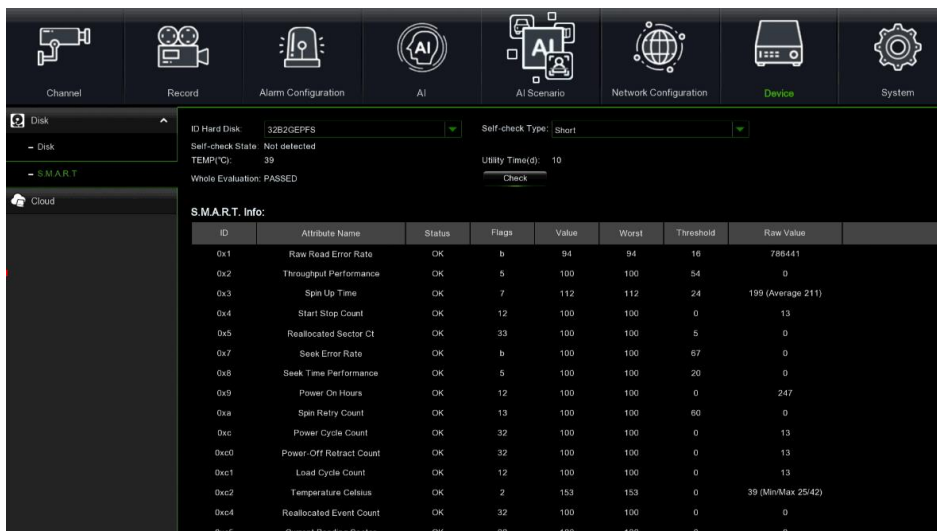 AI
AI
Channel Record Alarm Configuration AI AI Scenario Network Configuration Device System
Disk
Disk
S.M.A.R.T
Cloud
ID Hard Disk: 32B2GEPFS Self-check Type: Short
Self-check State: Not detected
TEMP(°C): 39 Utility Time(d): 10
Whole Evaluation: PASSED Check
S.M.A.R.T. Info:
ID Attribute Name Status Flags Value Worst Threshold Raw Value
0x1 Raw Read Error Rate OK b 94 94 16 786441
0x2 Throughput Performance OK 5 100 100 54 0
0x3 Spin Up Time OK 7 112 112 24 199 (Average 211)
0x4 Start Stop Count OK 12 100 100 0 13
0x5 Reallocated Sector Ct OK 33 100 100 5 0
0x7 Seek Error Rate OK b 100 100 67 0
0x8 Seek Time Performance OK 5 100 100 20 0
0x9 Power On Hours OK 12 100 100 0 247
0xa Spin Retry Count OK 13 100 100 60 0
0xc Power Cycle Count OK 32 100 100 0 13
0xc0 Power-Off Retract Count OK 32 100 100 0 13
0xc1 Load Cycle Count OK 12 100 100 0 13
0xc2 Temperature Celsius OK 2 153 153 0 39 (Min/Max 25/42)
0xc4 Reallocated Event Count OK 32 100 100 0 0